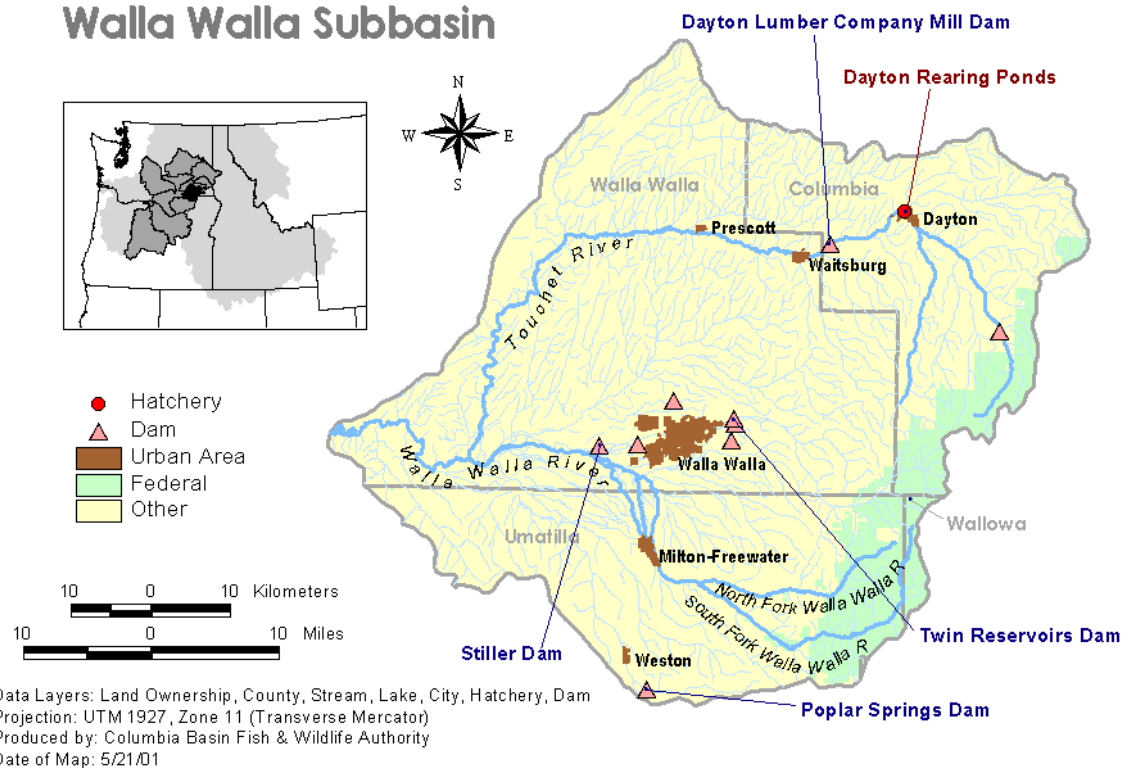 Walla Walla Subbasin
Dayton Lumber Company Mill Dam
Dayton Rearing Ponds
N
W
E
S
Walla Walla
Columbia
Prescott
Dayton
Waitsburg
Touchet River
Hatchery
Dam
Urban Area
Federal
Other
Walla Walla River
Walla Walla
Umatilla
Wallowa
Milton-Freewater
North Fork Walla Walla R
South Fork Walla Walla R
10 0 10 Kilometers
10 0 10 Miles
Twin Reservoirs Dam
Stiller Dam
Weston
Poplar Springs Dam
Data Layers: Land Ownership, County, Stream, Lake, City, Hatchery, Dam
Projection: UTM 1927, Zone 11 (Transverse Mercator)
Produced by: Columbia Basin Fish & Wildlife Authority
Date of Map: 5/21/01